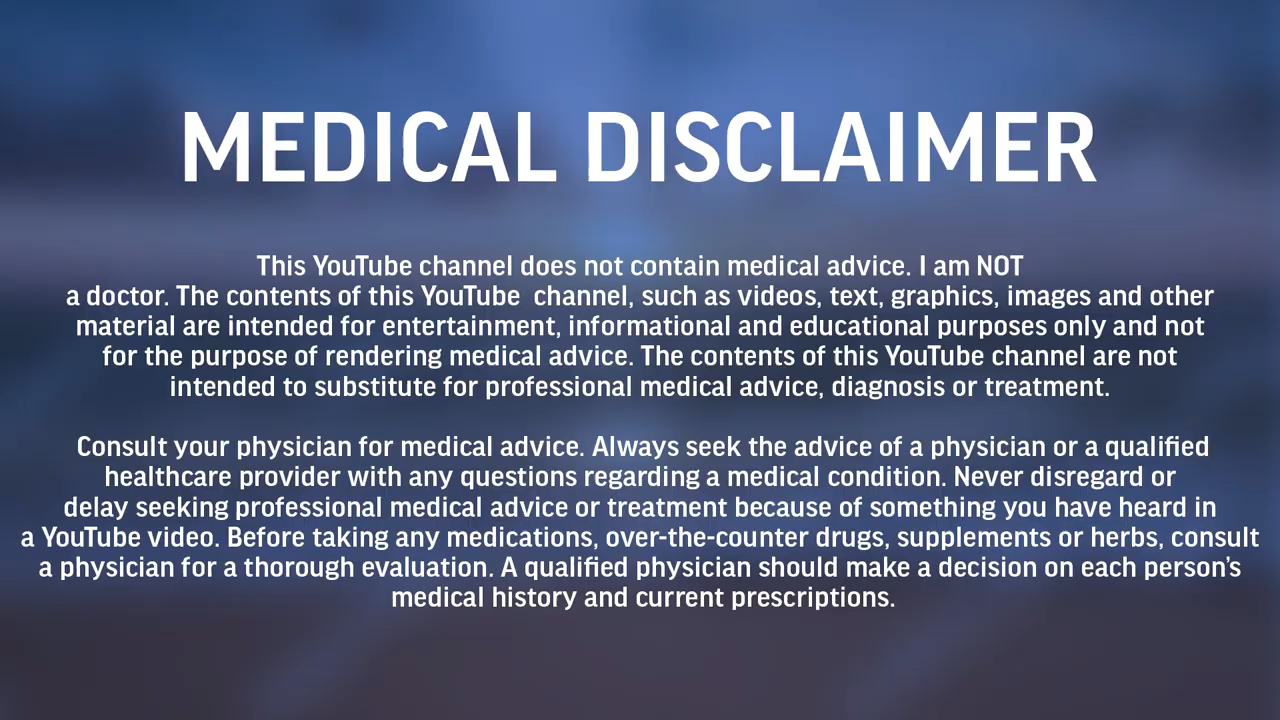 MEDICAL DISCLAIMER
This YouTube channel does not contain medical advice. I am NOT
a doctor. The contents of this YouTube  channel, such as videos, text, graphics, images and other
material are intended for entertainment, informational and educational purposes only and not
for the purpose of rendering medical advice. The contents of this YouTube channel are not
intended to substitute for professional medical advice, diagnosis or treatment.
Consult your physician for medical advice. Always seek the advice of a physician or a qualified
healthcare provider with any questions regarding a medical condition. Never disregard or
delay seeking professional medical advice or treatment because of something you have heard in
a YouTube video. Before taking any medications, over-the-counter drugs, supplements or herbs, consult
a physician for a thorough evaluation. A qualified physician should make a decision on each person’s
medical history and current prescriptions.